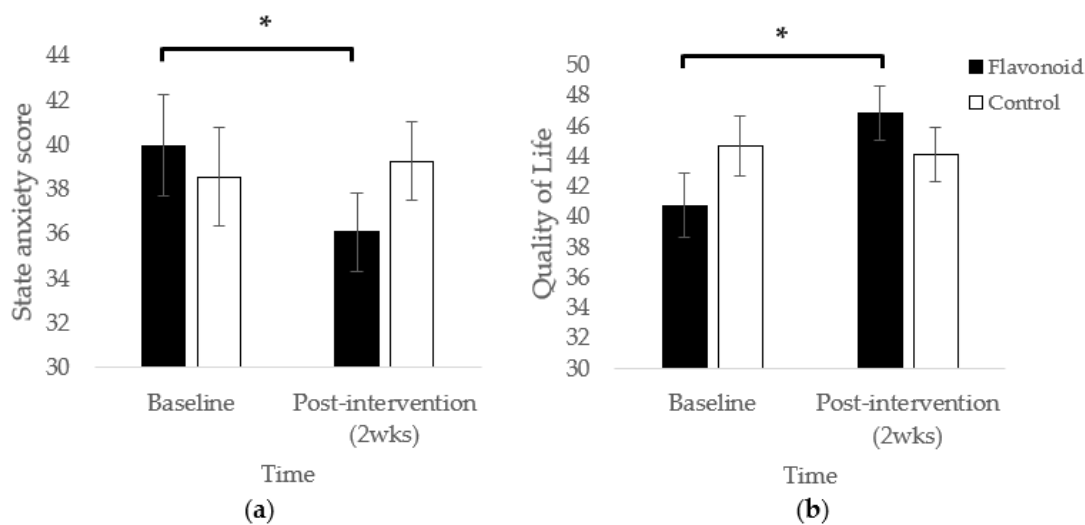 *
44
42
40
38
36
34
32
30
State anxiety score
Baseline
Post-intervention
(2wks)
Time
(a)
*
50
48
46
44
42
40
38
36
34
32
30
Quality of Life
Flavonoid
Control
Baseline
Post-intervention
(2wks)
Time
(b)